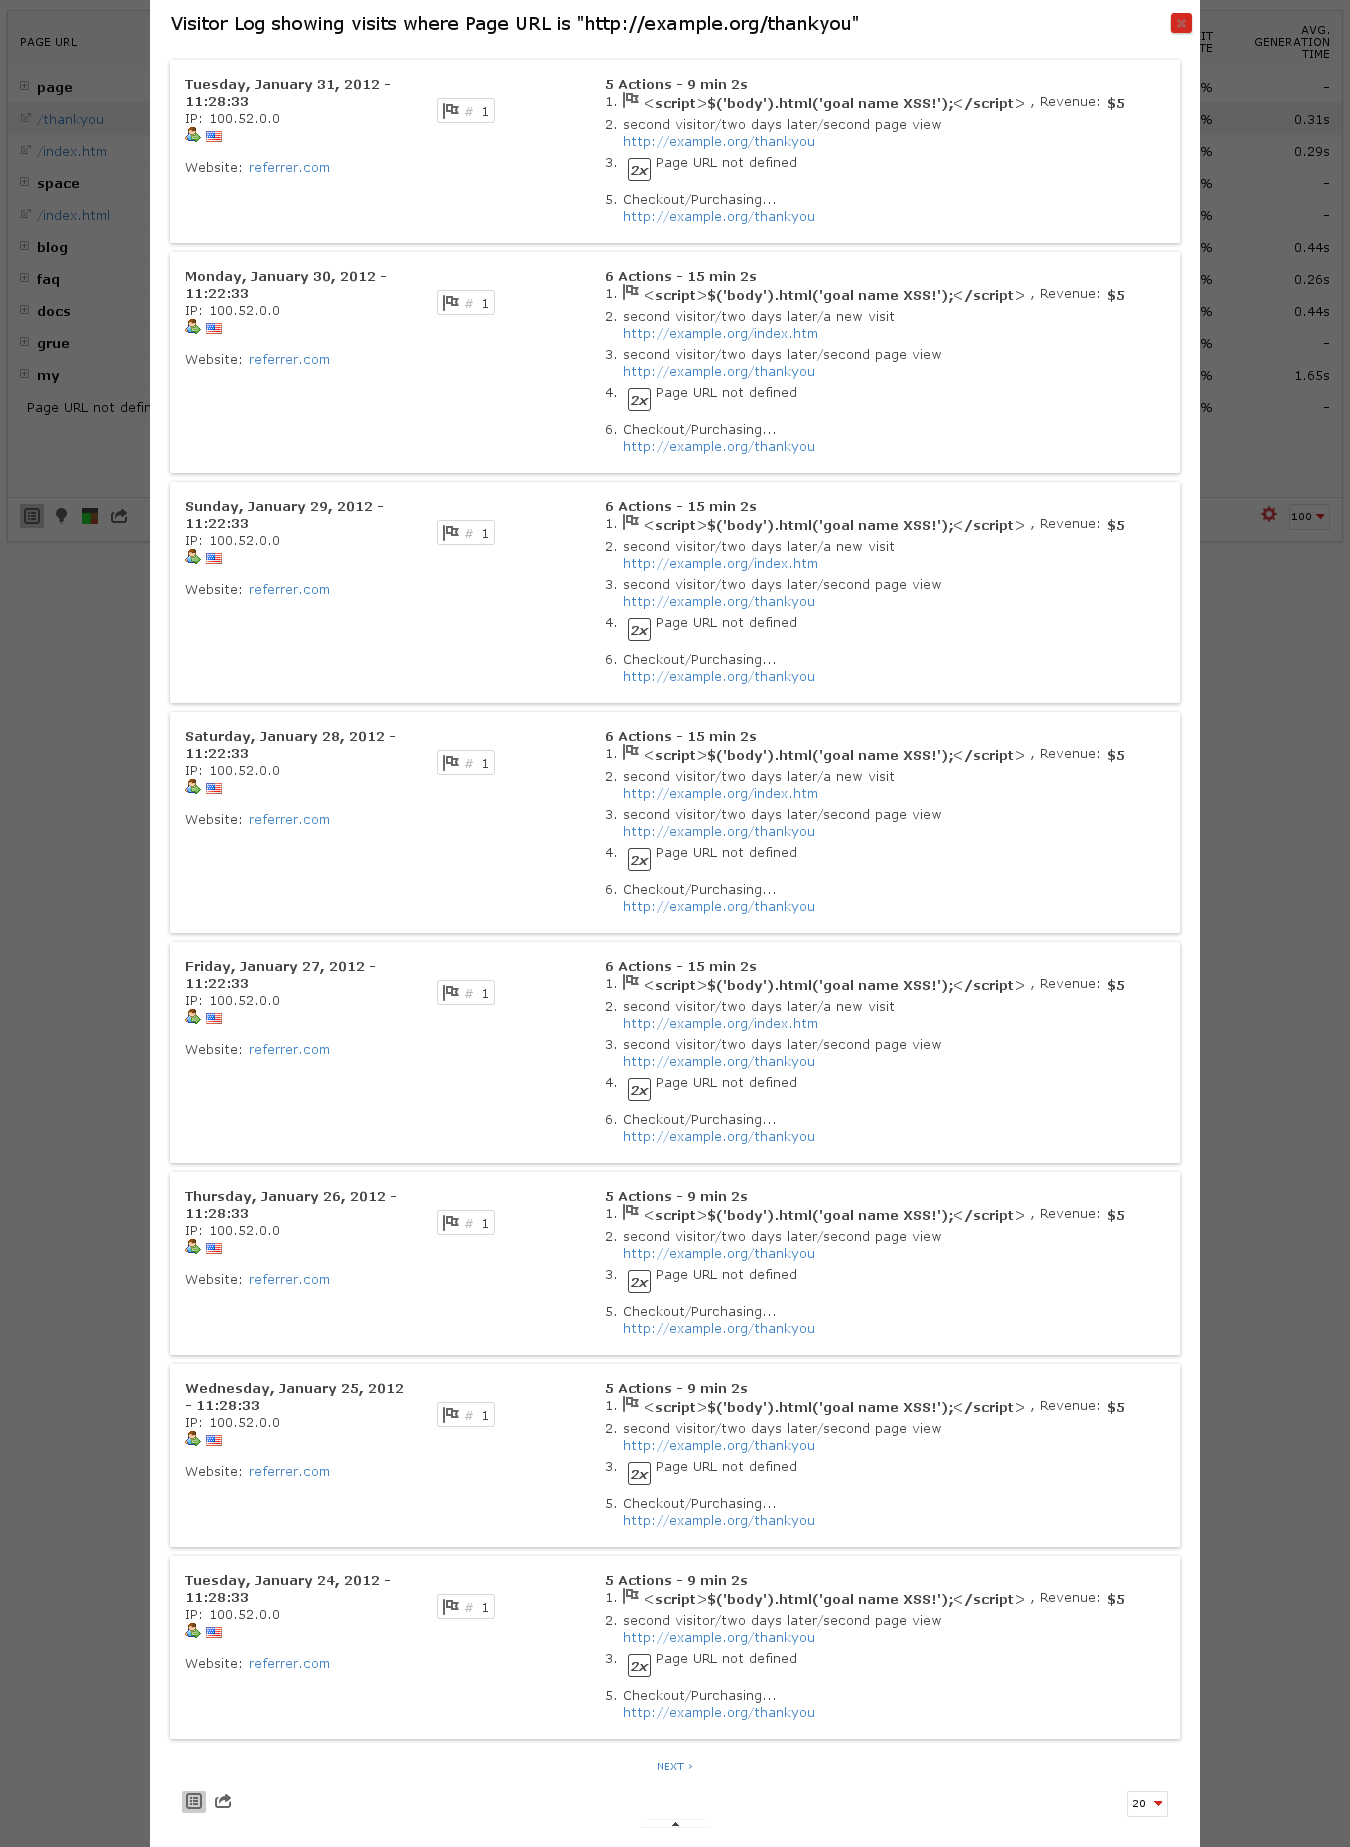 Visitor Log showing visits where Page URL is "http://example.org/thankyou"
PAGE URL
page
/thankyou
/index.htm
space
/index.html
blog
faq
docs
grue
my
Page URL not defin
IT
TE
AVG.
GENERATION
TIME
% -
% 0.31s
% 0.29s
% -
% -
% 0.44s
% 0.26s
% 0.44s
% -
% 1.65s
% -
100
Tuesday, January 31, 2012 -
11:28:33
IP: 100.52.0.0
Website: referrer.com
# 1
5 Actions - 9 min 2s
1. <script>$('body').html('goal name XSS!');</script> , Revenue: $5
2. second visitor/two days later/second page view
http://example.org/thankyou
3. 2x Page URL not defined
5. Checkout/Purchasing...
http://example.org/thankyou
Monday, January 30, 2012 -
11:22:33
IP: 100.52.0.0
Website: referrer.com
# 1
6 Actions - 15 min 2s
1. <script>$('body').html('goal name XSS!');</script> , Revenue: $5
2. second visitor/two days later/a new visit
http://example.org/index.htm
3. second visitor/two days later/second page view
http://example.org/thankyou
4. 2x Page URL not defined
6. Checkout/Purchasing...
http://example.org/thankyou
Sunday, January 29, 2012 -
11:22:33
IP: 100.52.0.0
Website: referrer.com
# 1
6 Actions - 15 min 2s
1. <script>$('body').html('goal name XSS!');</script> , Revenue: $5
2. second visitor/two days later/a new visit
http://example.org/index.htm
3. second visitor/two days later/second page view
http://example.org/thankyou
4. 2x Page URL not defined
6. Checkout/Purchasing...
http://example.org/thankyou
Saturday, January 28, 2012 -
11:22:33
IP: 100.52.0.0
Website: referrer.com
# 1
6 Actions - 15 min 2s
1. <script>$('body').html('goal name XSS!');</script> , Revenue: $5
2. second visitor/two days later/a new visit
http://example.org/index.htm
3. second visitor/two days later/second page view
http://example.org/thankyou
4. 2x Page URL not defined
6. Checkout/Purchasing...
http://example.org/thankyou
Friday, January 27, 2012 -
11:22:33
IP: 100.52.0.0
Website: referrer.com
# 1
6 Actions - 15 min 2s
1. <script>$('body').html('goal name XSS!');</script> , Revenue: $5
2. second visitor/two days later/a new visit
http://example.org/index.htm
3. second visitor/two days later/second page view
http://example.org/thankyou
4. 2x Page URL not defined
6. Checkout/Purchasing...
http://example.org/thankyou
Thursday, January 26, 2012 -
11:28:33
IP: 100.52.0.0
Website: referrer.com
# 1
5 Actions - 9 min 2s
1. <script>$('body').html('goal name XSS!');</script> , Revenue: $5
2. second visitor/two days later/second page view
http://example.org/thankyou
3. 2x Page URL not defined
5. Checkout/Purchasing...
http://example.org/thankyou
Wednesday, January 25, 2012
- 11:28:33
IP: 100.52.0.0
Website: referrer.com
# 1
5 Actions - 9 min 2s
1. <script>$('body').html('goal name XSS!');</script> , Revenue: $5
2. second visitor/two days later/second page view
http://example.org/thankyou
3. 2x Page URL not defined
5. Checkout/Purchasing...
http://example.org/thankyou
Tuesday, January 24, 2012 -
11:28:33
IP: 100.52.0.0
Website: referrer.com
# 1
5 Actions - 9 min 2s
1. <script>$('body').html('goal name XSS!');</script> , Revenue: $5
2. second visitor/two days later/second page view
http://example.org/thankyou
3. 2x Page URL not defined
5. Checkout/Purchasing...
http://example.org/thankyou
NEXT ›
20